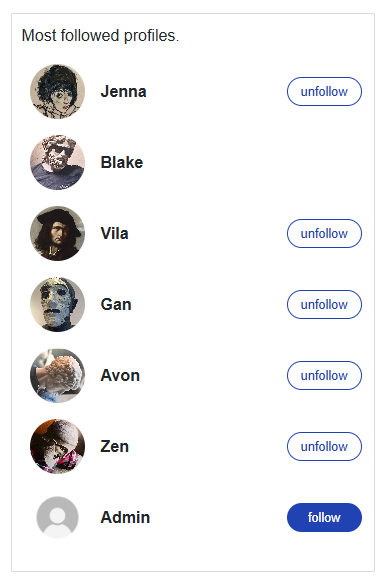 Most followed profiles.
Jenna unfollow
Blake
Vila unfollow
Gan unfollow
Avon unfollow
Zen unfollow
Admin follow